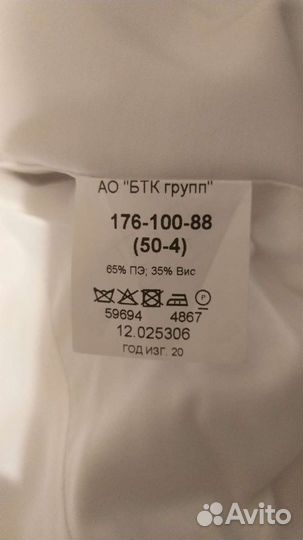 АО "БТК групп"
176-100-88
(50-4)
65% ПЭ; 35% Вис
P
59694 4867
12.025306
ГОД ИЗГ. 20
Avito